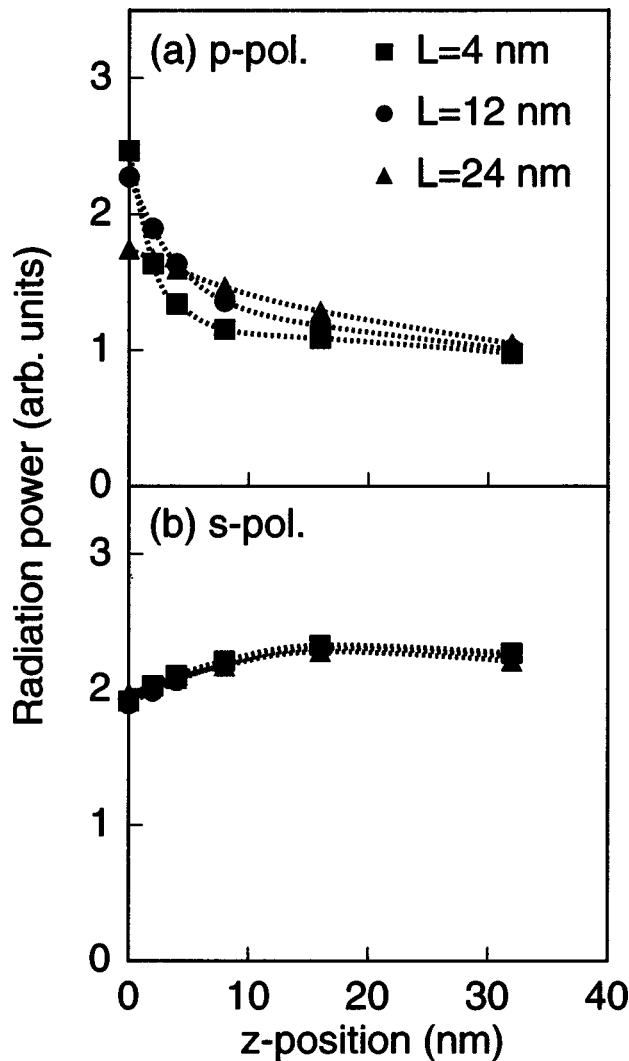 (a) p-pol.
L=4 nm
L=12 nm
L=24 nm
3
2
1
0
(b) s-pol.
3
2
1
0
0 10 20 30 40
z-position (nm)
Radiation power (arb. units)